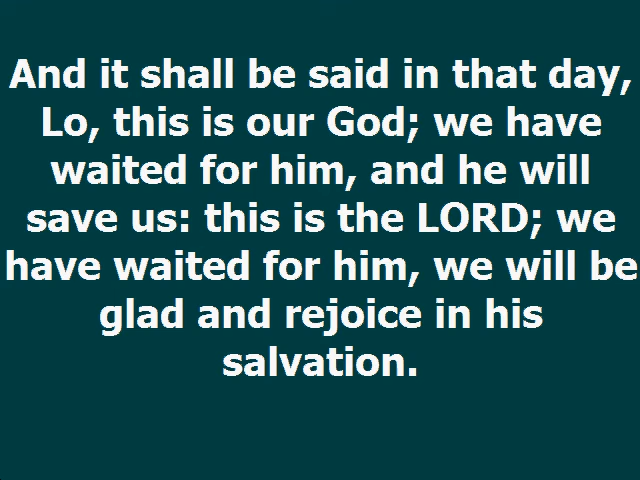 And it shall be said in that day,
Lo, this is our God; we have
waited for him, and he will
save us: this is the LORD; we
have waited for him, we will be
glad and rejoice in his
salvation.